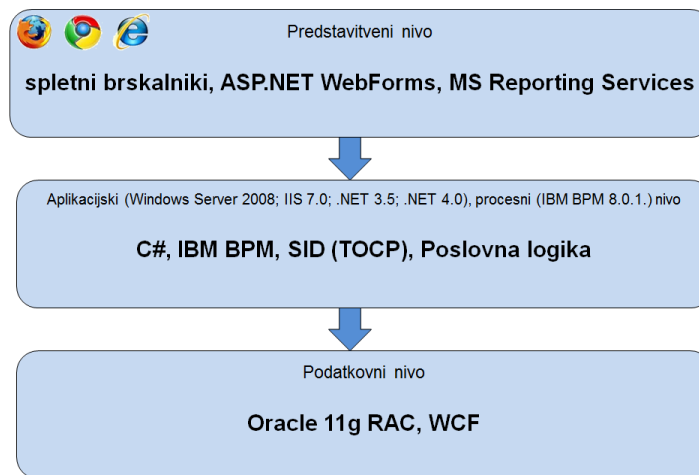 Predstavitveni nivo
spletni brskalniki, ASP.NET WebForms, MS Reporting Services
Aplikacijski (Windows Server 2008; IIS 7.0; .NET 3.5; .NET 4.0), procesni (IBM BPM 8.0.1.) nivo
C#, IBM BPM, SID (TOCP), Poslovna logika
Podatkovni nivo
Oracle 11g RAC, WCF